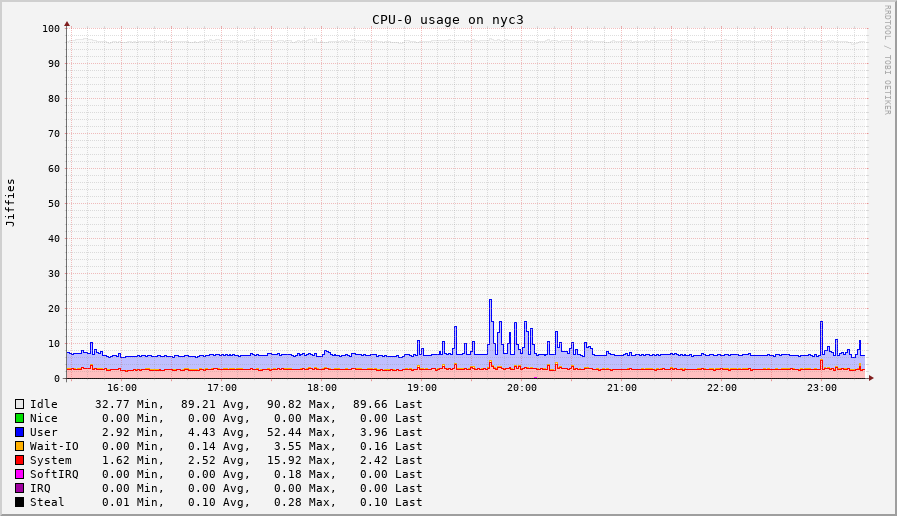 CPU-0 usage on nyc3
RRDTOOL / TOBI OETIKER
Jiffies
100
90
80
70
60
50
40
30
20
10
0
16:00 17:00 18:00 19:00 20:00 21:00 22:00 23:00
Idle 32.77 Min, 89.21 Avg, 90.82 Max, 89.66 Last
Nice 0.00 Min, 0.00 Avg, 0.00 Max, 0.00 Last
User 2.92 Min, 4.43 Avg, 52.44 Max, 3.96 Last
Wait-IO 0.00 Min, 0.14 Avg, 3.55 Max, 0.16 Last
System 1.62 Min, 2.52 Avg, 15.92 Max, 2.42 Last
SoftIRQ 0.00 Min, 0.00 Avg, 0.18 Max, 0.00 Last
IRQ 0.00 Min, 0.00 Avg, 0.00 Max, 0.00 Last
Steal 0.01 Min, 0.10 Avg, 0.28 Max, 0.10 Last